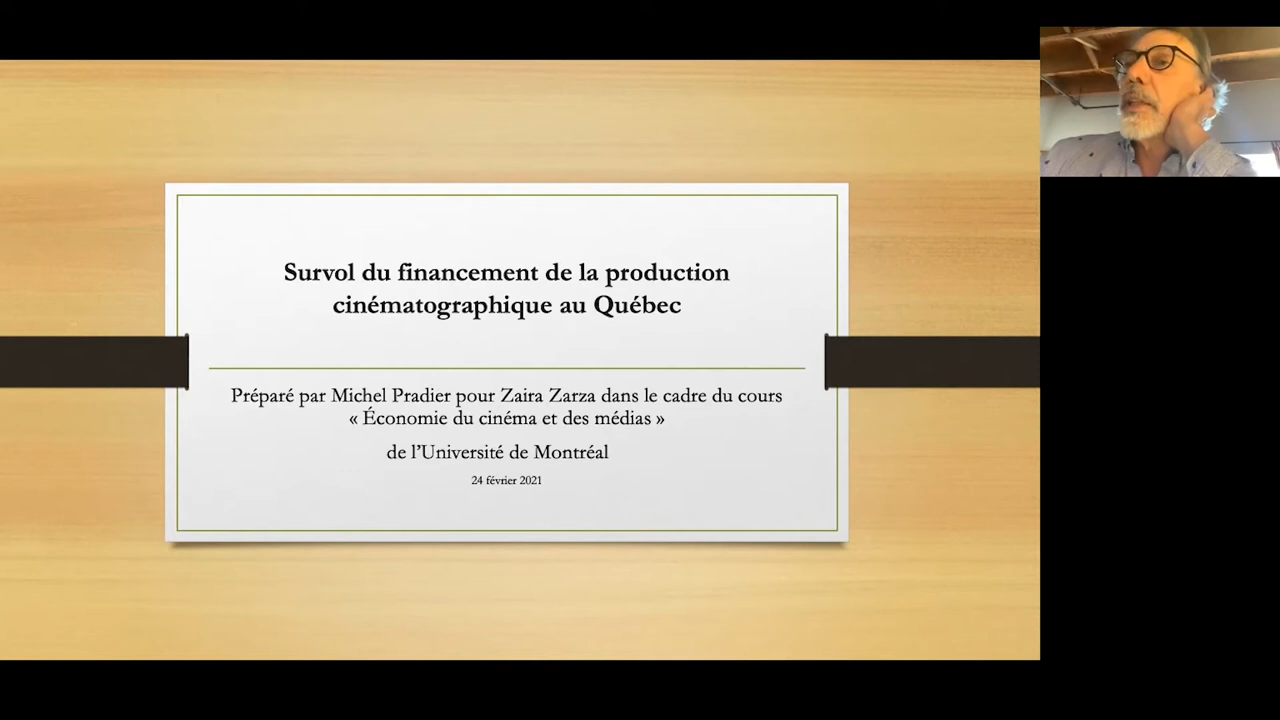 Survol du financement de la production
cinématographique au Québec
Préparé par Michel Pradier pour Zaira Zarza dans le cadre du cours
« Économie du cinéma et des médias »
de l’Université de Montréal
24 février 2021